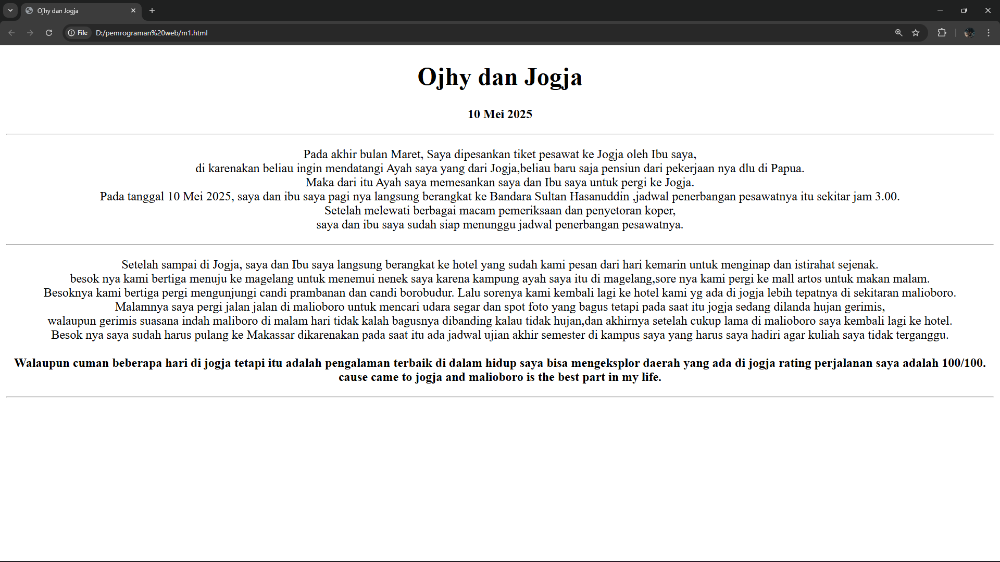 Ojhy dan Jogja
File
D:/pemrograman%20web/m1.html
Ojhy dan Jogja
10 Mei 2025
Pada akhir bulan Maret, Saya dipesankan tiket pesawat ke Jogja oleh Ibu saya,
di karenakan beliau ingin mendatangi Ayah saya yang dari Jogja,beliau baru saja pensiun dari pekerjaan nya dlu di Papua.
Maka dari itu Ayah saya memesankan saya dan Ibu saya untuk pergi ke Jogja.
Pada tanggal 10 Mei 2025, saya dan ibu saya pagi nya langsung berangkat ke Bandara Sultan Hasanuddin ,jadwal penerbangan pesawatnya itu sekitar jam 3.00.
Setelah melewati berbagai macam pemeriksaan dan penyetoran koper,
saya dan ibu saya sudah siap menunggu jadwal penerbangan pesawatnya.
Setelah sampai di Jogja, saya dan Ibu saya langsung berangkat ke hotel yang sudah kami pesan dari hari kemarin untuk menginap dan istirahat sejenak.
besok nya kami bertiga menuju ke magelang untuk menemui nenek saya karena kampung ayah saya itu di magelang,sore nya kami pergi ke mall artos untuk makan malam.
Besoknya kami bertiga pergi mengunjungi candi prambanan dan candi borobudur. Lalu sorenya kami kembali lagi ke hotel kami yg ada di jogja lebih tepatnya di sekitaran malioboro.
Malamnya saya pergi jalan jalan di malioboro untuk mencari udara segar dan spot foto yang bagus tetapi pada saat itu jogja sedang dilanda hujan gerimis,
walaupun gerimis suasana indah maliboro di malam hari tidak kalah bagusnya dibanding kalau tidak hujan,dan akhirnya setelah cukup lama di malioboro saya kembali lagi ke hotel.
Besok nya saya sudah harus pulang ke Makassar dikarenakan pada saat itu ada jadwal ujian akhir semester di kampus saya yang harus saya hadiri agar kuliah saya tidak terganggu.
Walaupun cuman beberapa hari di jogja tetapi itu adalah pengalaman terbaik di dalam hidup saya bisa mengeksplor daerah yang ada di jogja rating perjalanan saya adalah 100/100.
cause came to jogja and malioboro is the best part in my life.